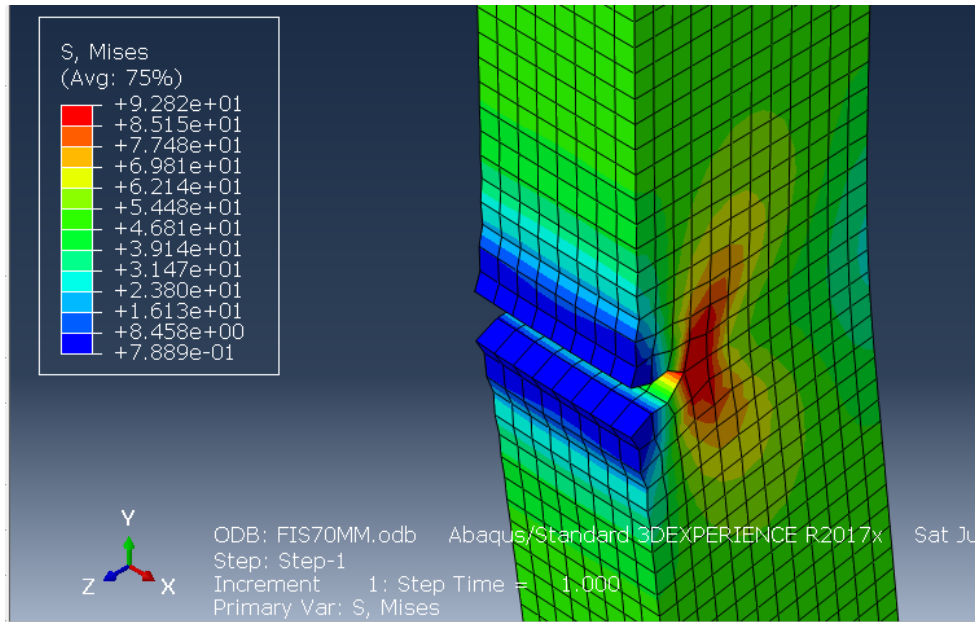 S, Mises
(Avg: 75%)
+9.282e+01
+8.515e+01
+7.748e+01
+6.981e+01
+6.214e+01
+5.448e+01
+4.681e+01
+3.914e+01
+3.147e+01
+2.380e+01
+1.613e+01
+8.458e+00
+7.889e-01
Y
Z X
ODB: FIS70MM.odb Abaqus/Standard 3DEXPERIENCE R2017x Sat Ju
Step: Step-1
Increment 1: Step Time = 1.000
Primary Var: S, Mises